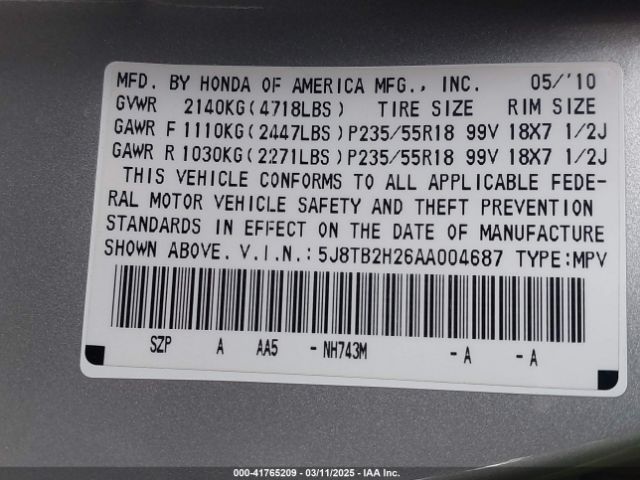 MFD. BY HONDA OF AMERICA MFG., INC. 05/'10
GVWR 2140KG(4718LBS) TIRE SIZE RIM SIZE
GAWR F 1110KG(2447LBS) P235/55R18 99V 18X7 1/2J
GAWR R 1030KG(2271LBS) P235/55R18 99V 18X7 1/2J
THIS VEHICLE CONFORMS TO ALL APPLICABLE FEDE-
RAL MOTOR VEHICLE SAFETY AND THEFT PREVENTION
STANDARDS IN EFFECT ON THE DATE OF MANUFACTURE
SHOWN ABOVE. V.I.N.: 5J8TB2H26AA004687 TYPE:MPV
SZP A AA5 - NH743M - A - A
000-41765209 | 03/11/2025 | IAAI.COM